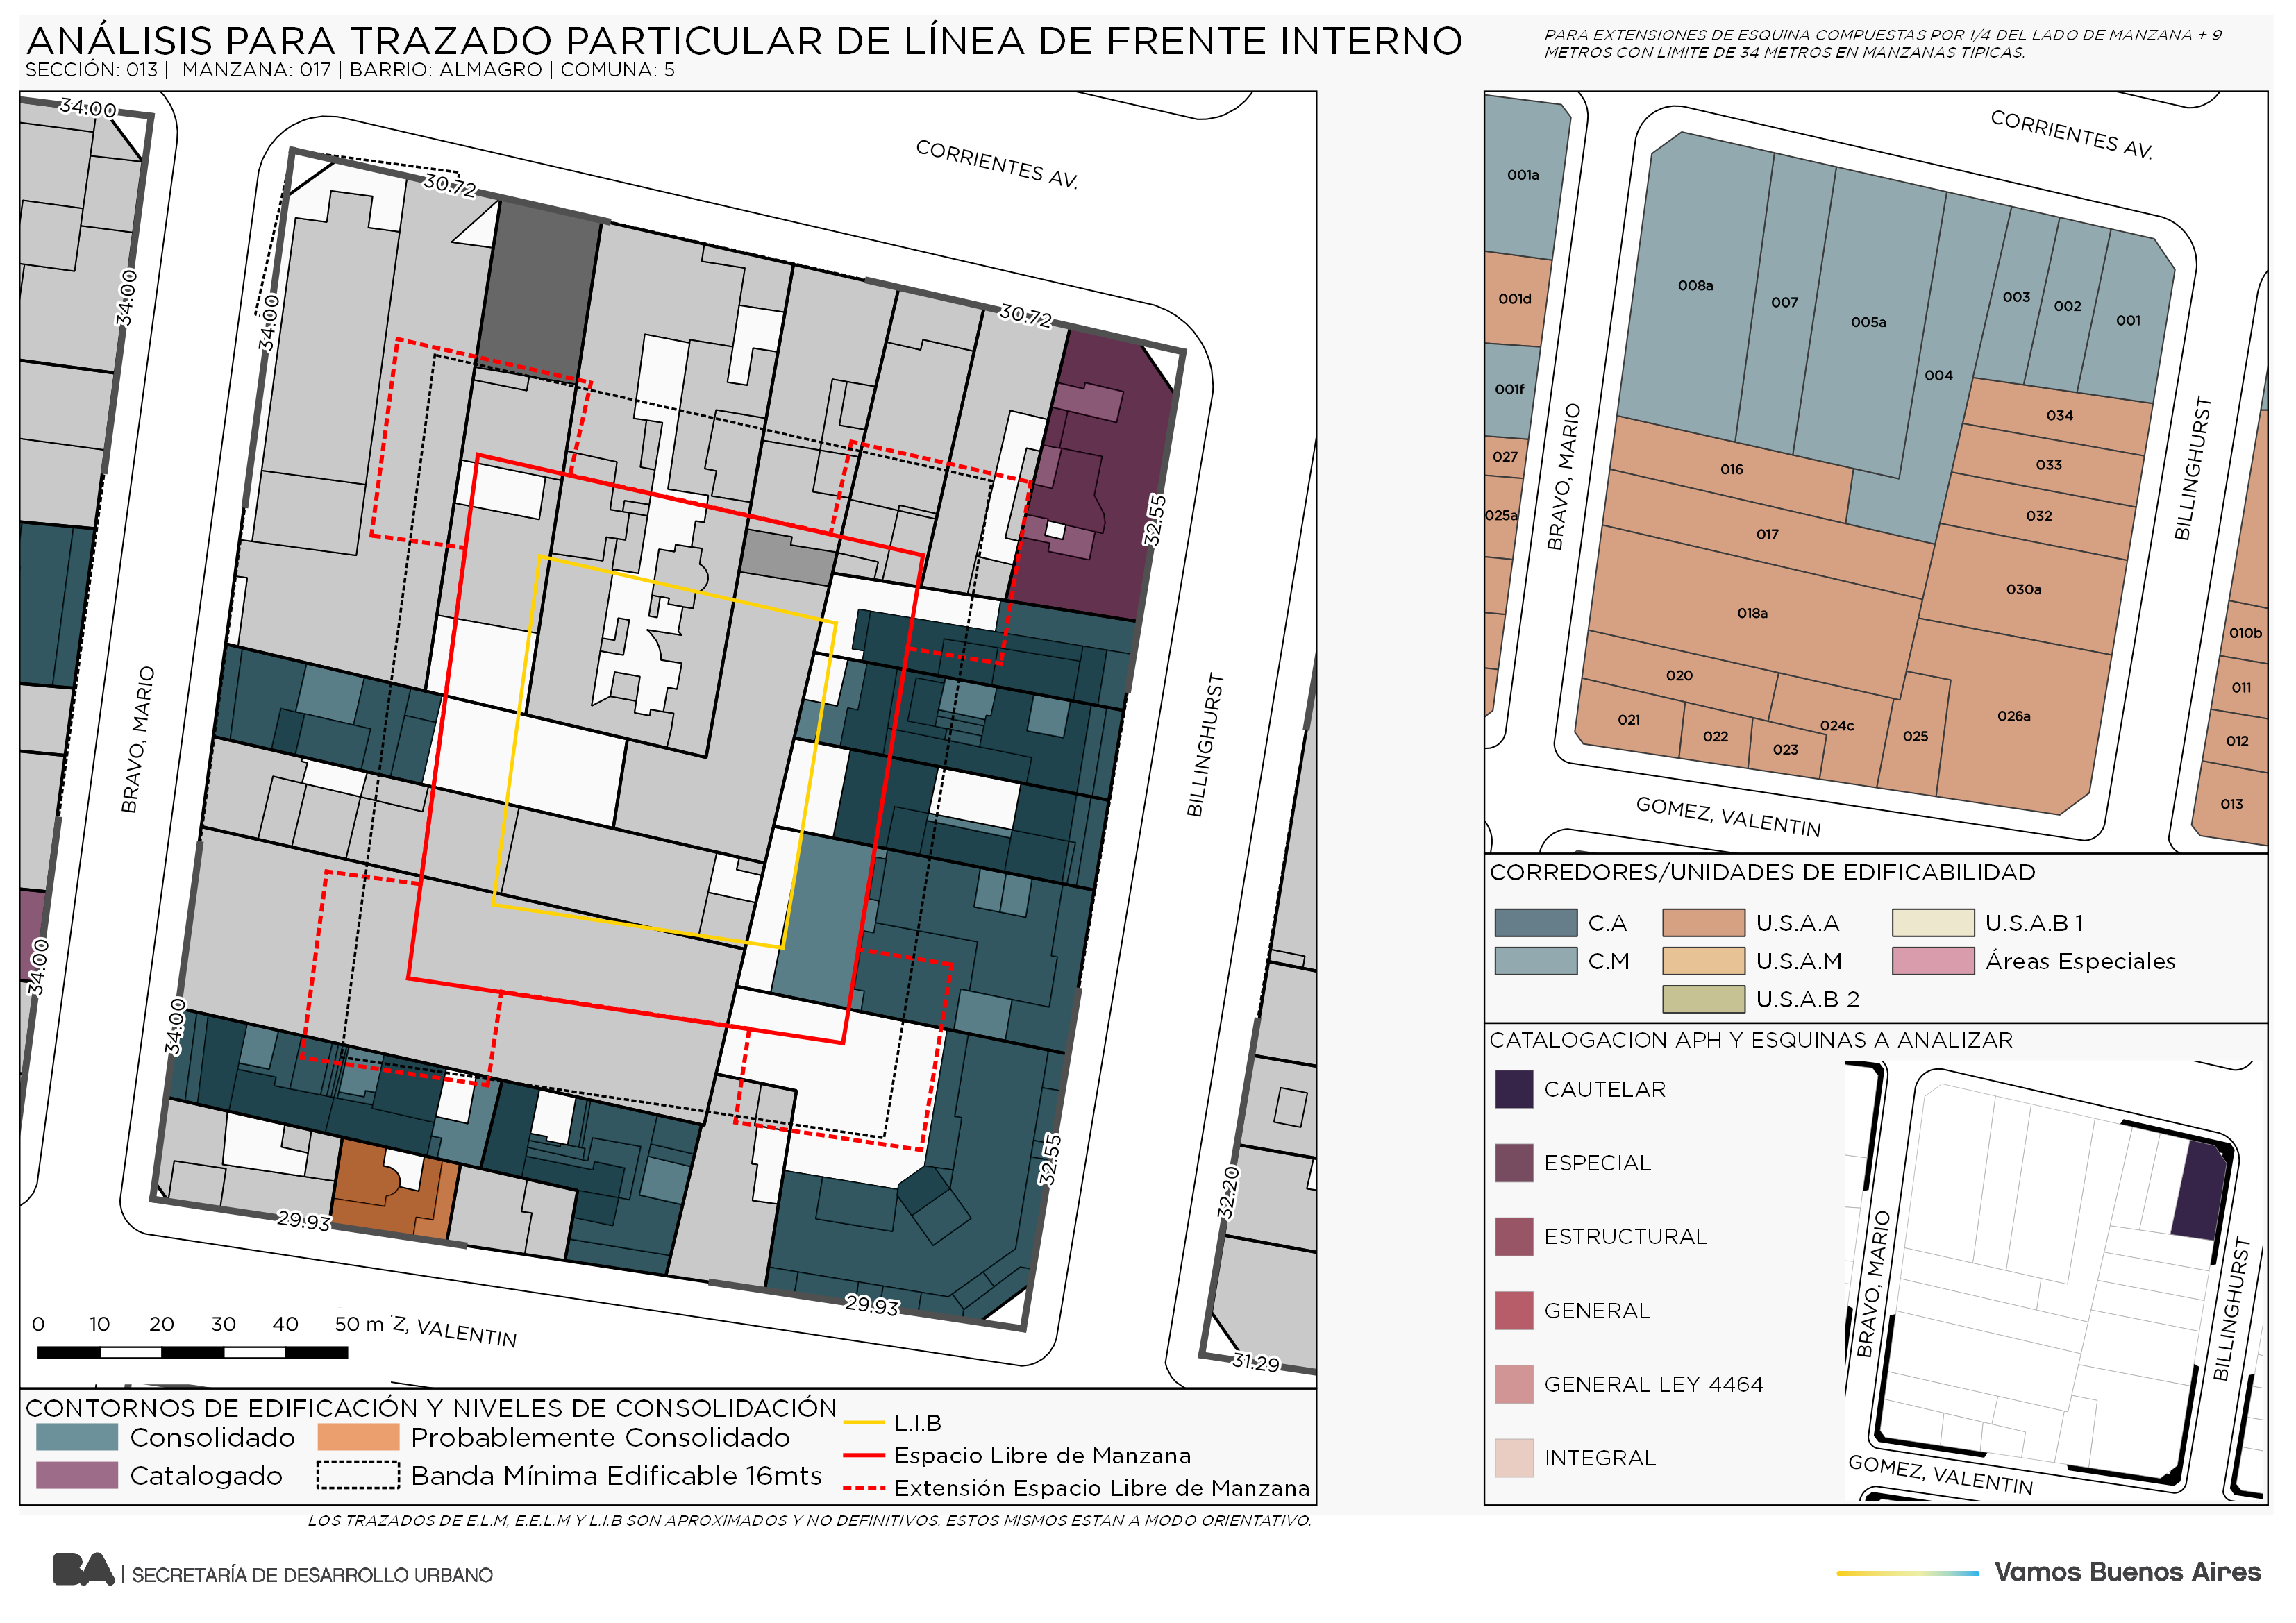 ANÁLISIS PARA TRAZADO PARTICULAR DE LÍNEA DE FRENTE INTERNO
SECCIÓN: 013 | MANZANA: 017 | BARRIO: ALMAGRO | COMUNA: 5
PARA EXTENSIONES DE ESQUINA COMPUESTAS POR 1/4 DEL LADO DE MANZANA + 9
METROS CON LIMITE DE 34 METROS EN MANZANAS TIPICAS.
34.00
CORRIENTES AV.
30.72
34.00
34.00
30.72
32.55
BRAVO, MARIO
BILLINGHURST
34.00
34.00
32.55
32.20
29.93
29.93
31.29
0 10 20 30 40 50 m
Z, VALENTIN
CONTORNOS DE EDIFICACIÓN Y NIVELES DE CONSOLIDACIÓN
Consolidado
Probablemente Consolidado
Catalogado
Banda Mínima Edificable 16mts
L.I.B
Espacio Libre de Manzana
Extensión Espacio Libre de Manzana
LOS TRAZADOS DE E.L.M, E.E.L.M Y L.I.B SON APROXIMADOS Y NO DEFINITIVOS. ESTOS MISMOS ESTAN A MODO ORIENTATIVO.
CORRIENTES AV.
001a
001d
001f
027
025a
008a
007
005a
004
003
002
001
034
033
032
030a
016
017
018a
020
021
022
023
024c
025
026a
010b
011
012
013
BRAVO, MARIO
BILLINGHURST
GOMEZ, VALENTIN
CORREDORES/UNIDADES DE EDIFICABILIDAD
C.A
U.S.A.A
U.S.A.B 1
C.M
U.S.A.M
Áreas Especiales
U.S.A.B 2
CATALOGACION APH Y ESQUINAS A ANALIZAR
CAUTELAR
ESPECIAL
ESTRUCTURAL
GENERAL
GENERAL LEY 4464
INTEGRAL
BRAVO, MARIO
BILLINGHURST
GOMEZ, VALENTIN
BA | SECRETARÍA DE DESARROLLO URBANO
Vamos Buenos Aires